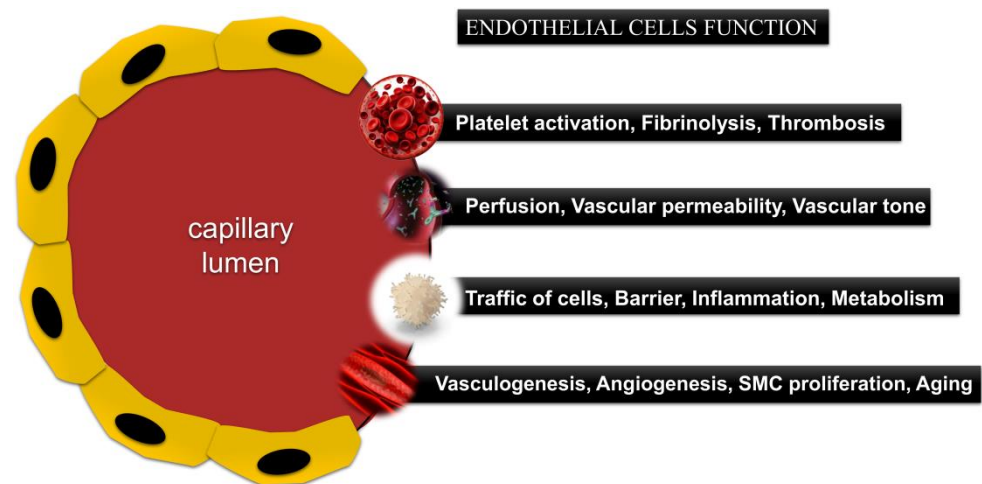 ENDOTHELIAL CELLS FUNCTION
Platelet activation, Fibrinolysis, Thrombosis
Perfusion, Vascular permeability, Vascular tone
capillary
lumen
Traffic of cells, Barrier, Inflammation, Metabolism
Vasculogenesis, Angiogenesis, SMC proliferation, Aging